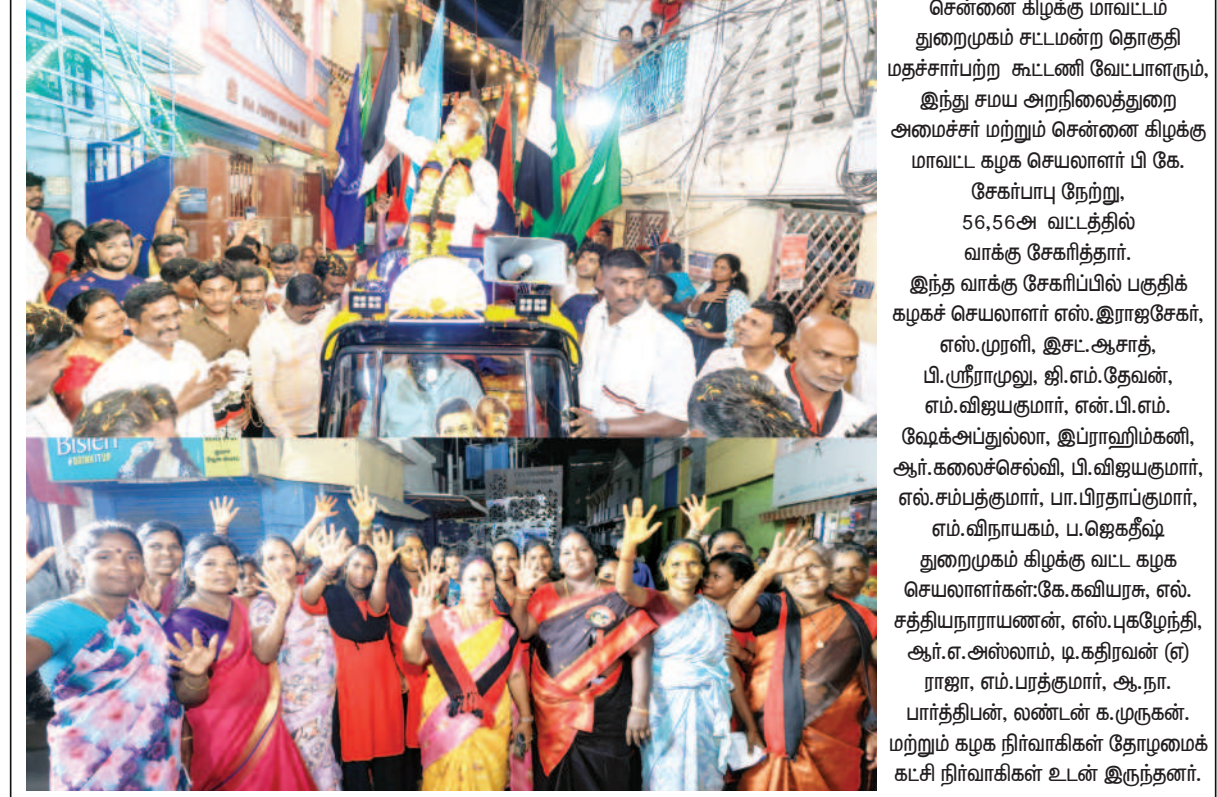 சென்னை கிழக்கு மாவட்டம்
துறைமுகம் சட்டமன்ற தொகுதி
மதச்சார்பற்ற கூட்டணி வேட்பாளரும்,
இந்து சமய அறநிலைத்துறை
அமைச்சர் மற்றும் சென்னை கிழக்கு
மாவட்ட கழக செயலாளர் பி கே.
சேகர்பாபு நேற்று,
56,56அ வட்டத்தில்
வாக்கு சேகரித்தார்.
இந்த வாக்கு சேகரிப்பில் பகுதிக்
கழகச் செயலாளர் எஸ்.இராஜசேகர்,
எஸ்.முரளி, இசட்.ஆசாத்,
பி.ஸ்ரீராமுலு, ஜி.எம்.தேவன்,
எம்.விஜயகுமார், என்.பி.எம்.
ஷேக்அப்துல்லா, இப்ராஹிம்கனி,
ஆர்.கலைச்செல்வி, பி.விஜயகுமார்,
எல்.சம்பத்குமார், பா.பிரதாப்குமார்,
எம்.விநாயகம், ப.ஜெகதீஷ்
துறைமுகம் கிழக்கு வட்ட கழக
செயலாளர்கள்:கே.கவியரசு, எல்.
சத்தியநாராயணன், எஸ்.புகழேந்தி,
ஆர்.எ.அஸ்லாம், டி.கதிரவன் (எ)
ராஜா, எம்.பரத்குமார், ஆ.நா.
பார்த்திபன், லண்டன் க.முருகன்.
மற்றும் கழக நிர்வாகிகள் தோழமைக்
கட்சி நிர்வாகிகள் உடன் இருந்தனர்.
#DRINKITUP